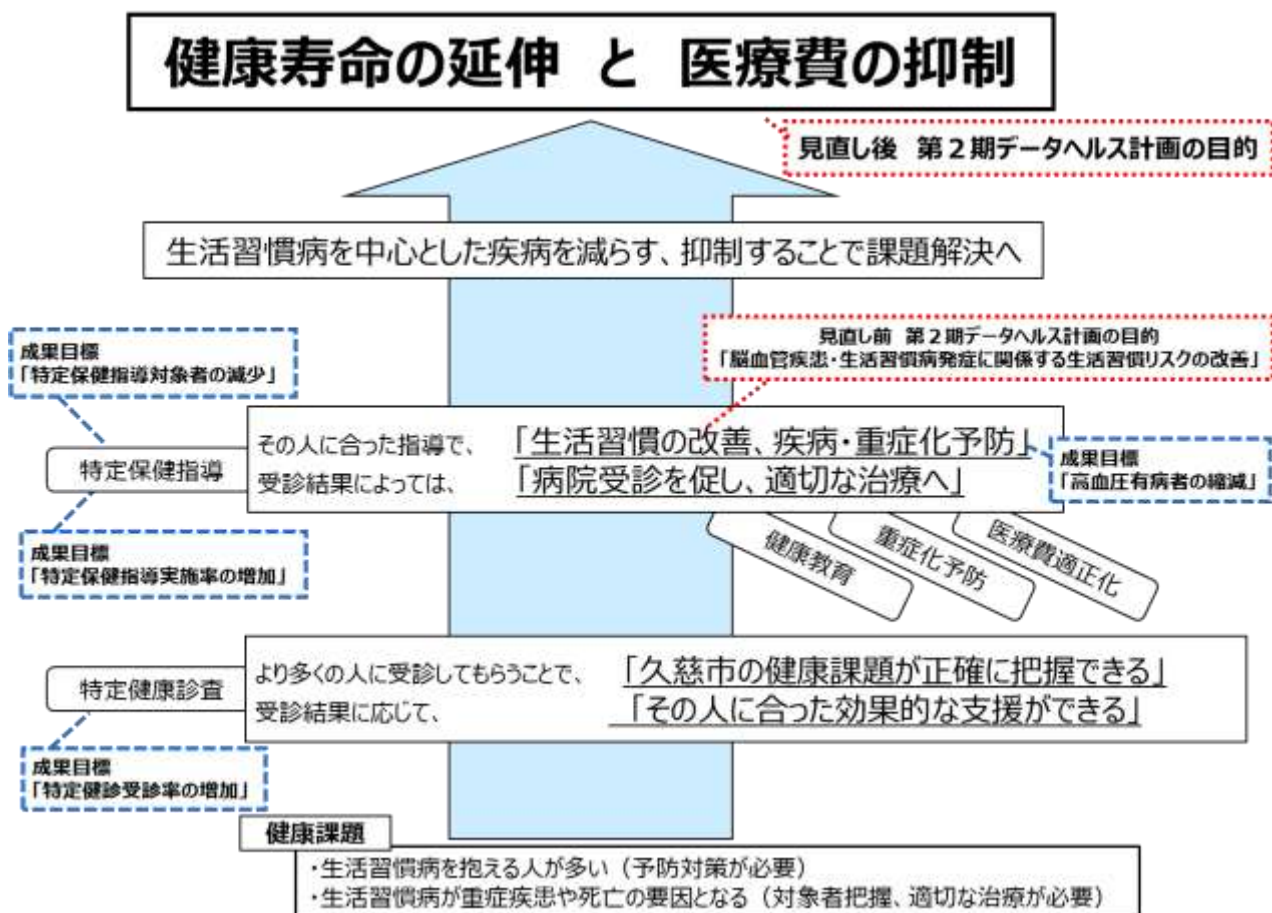 健康寿命の延伸 と 医療費の抑制
見直し後 第2期データヘルス計画の目的
生活習慣病を中心とした疾病を減らす、抑制することで課題解決へ
見直し前 第2期データヘルス計画の目的
「脳血管疾患・生活習慣病発症に関係する生活習慣リスクの改善」
成果目標
「特定保健指導対象者の減少」
特定保健指導
その人に合った指導で、 「生活習慣の改善、疾病・重症化予防」
受診結果によっては、 「病院受診を促し、適切な治療へ」
成果目標
「高血圧有病者の縮減」
成果目標
「特定保健指導実施率の増加」
健康教育
重症化予防
医療費適正化
特定健康診査
より多くの人に受診してもらうことで、 「久慈市の健康課題が正確に把握できる」
受診結果に応じて、 「その人に合った効果的な支援ができる」
成果目標
「特定健診受診率の増加」
健康課題
・生活習慣病を抱える人が多い（予防対策が必要）
・生活習慣病が重症疾患や死亡の要因となる（対象者把握、適切な治療が必要）